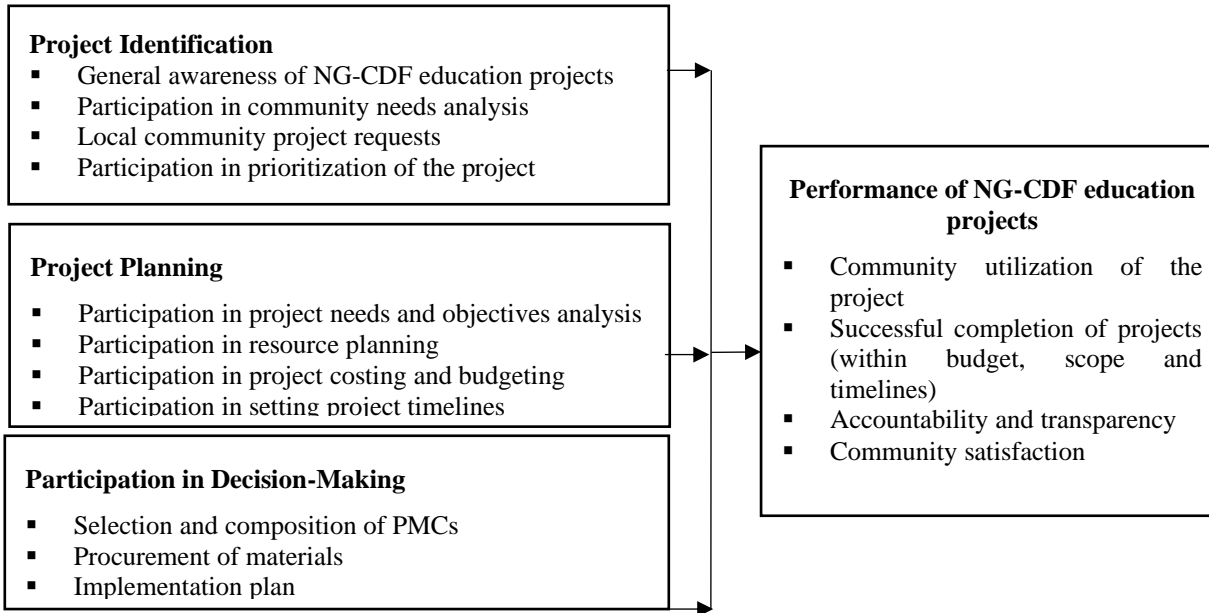 Project Identification
▪ General awareness of NG-CDF education projects
▪ Participation in community needs analysis
▪ Local community project requests
▪ Participation in prioritization of the project
Project Planning
▪ Participation in project needs and objectives analysis
▪ Participation in resource planning
▪ Participation in project costing and budgeting
▪ Participation in setting project timelines
Participation in Decision-Making
▪ Selection and composition of PMCs
▪ Procurement of materials
▪ Implementation plan
Performance of NG-CDF education
projects
▪ Community utilization of the
project
▪ Successful completion of projects
(within budget, scope and
timelines)
▪ Accountability and transparency
▪ Community satisfaction